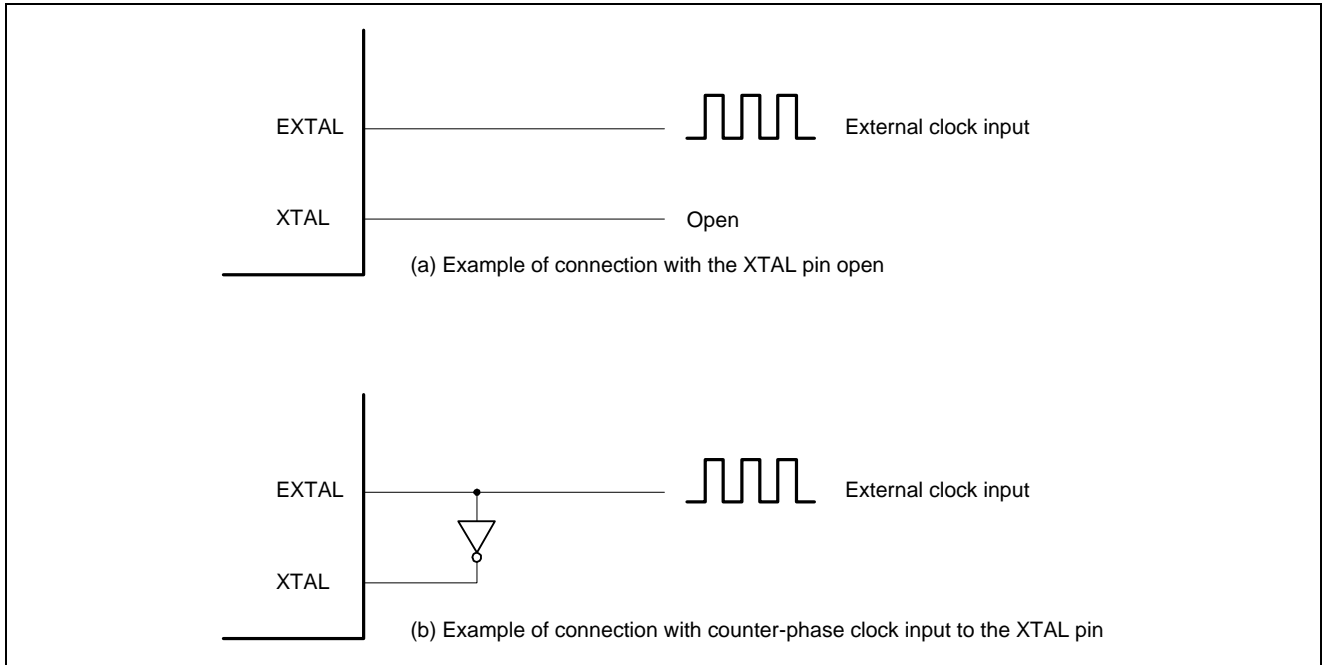 EXTAL
External clock input
XTAL
Open
(a) Example of connection with the XTAL pin open
EXTAL
External clock input
XTAL
(b) Example of connection with counter-phase clock input to the XTAL pin